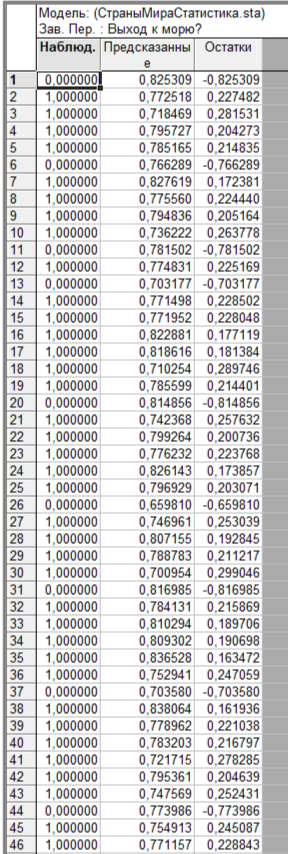 Модель: (СтраныМираСтатистика.sta)
Зав. Пер. : Выход к морю?
Наблюд. Предсказанны Остатки
е
1 0,000000 0,825309 -0,825309
2 1,000000 0,772518 0,227482
3 1,000000 0,718469 0,281531
4 1,000000 0,795727 0,204273
5 1,000000 0,785165 0,214835
6 0,000000 0,766289 -0,766289
7 1,000000 0,827619 0,172381
8 1,000000 0,775560 0,224440
9 1,000000 0,794836 0,205164
10 1,000000 0,736222 0,263778
11 0,000000 0,781502 -0,781502
12 1,000000 0,774831 0,225169
13 0,000000 0,703177 -0,703177
14 1,000000 0,771498 0,228502
15 1,000000 0,771952 0,228048
16 1,000000 0,822881 0,177119
17 1,000000 0,818616 0,181384
18 1,000000 0,710254 0,289746
19 1,000000 0,785599 0,214401
20 0,000000 0,814856 -0,814856
21 1,000000 0,742368 0,257632
22 1,000000 0,799264 0,200736
23 1,000000 0,776232 0,223768
24 1,000000 0,826143 0,173857
25 1,000000 0,796929 0,203071
26 0,000000 0,659810 -0,659810
27 1,000000 0,746961 0,253039
28 1,000000 0,807155 0,192845
29 1,000000 0,788783 0,211217
30 1,000000 0,700954 0,299046
31 0,000000 0,816985 -0,816985
32 1,000000 0,784131 0,215869
33 1,000000 0,810294 0,189706
34 1,000000 0,809302 0,190698
35 1,000000 0,836528 0,163472
36 1,000000 0,752941 0,247059
37 0,000000 0,703580 -0,703580
38 1,000000 0,838064 0,161936
39 1,000000 0,778962 0,221038
40 1,000000 0,783203 0,216797
41 1,000000 0,721715 0,278285
42 1,000000 0,795361 0,204639
43 1,000000 0,747569 0,252431
44 0,000000 0,773986 -0,773986
45 1,000000 0,754913 0,245087
46 1,000000 0,771157 0,228843